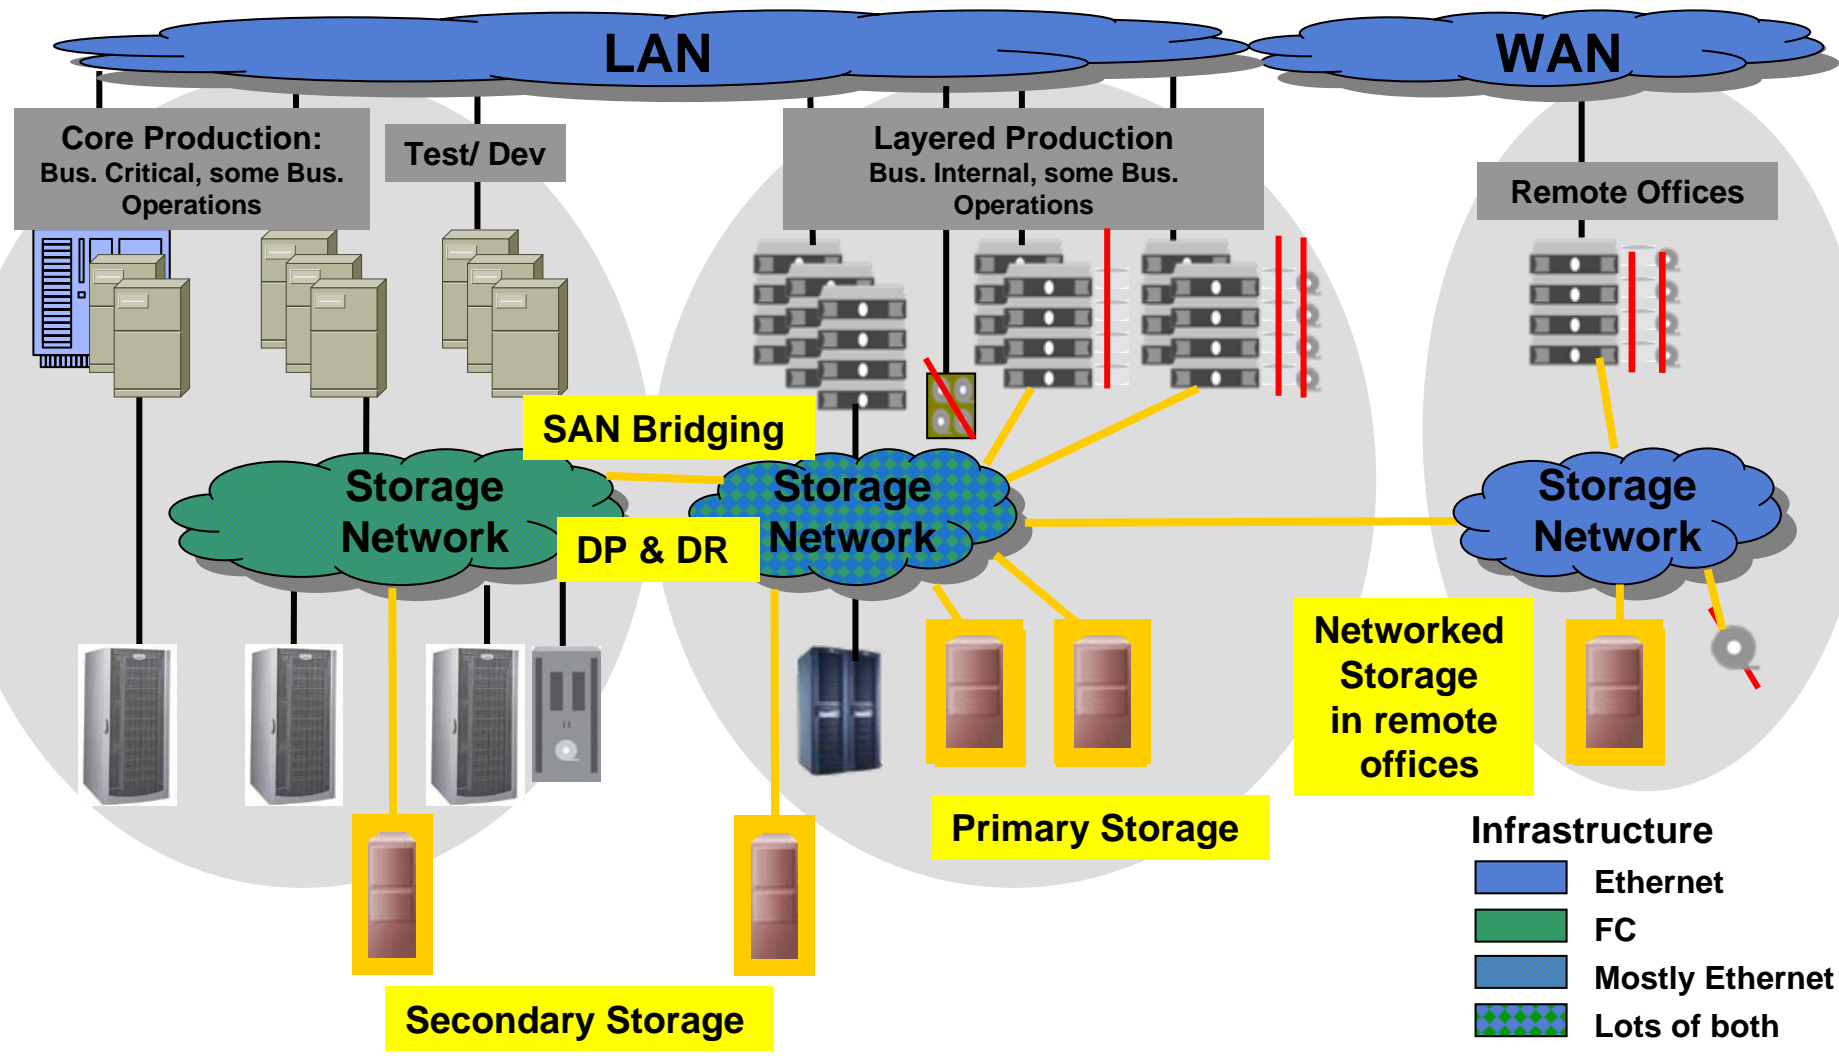 LAN
WAN
Core Production:
Bus. Critical, some Bus.
Operations
Test/ Dev
Layered Production
Bus. Internal, some Bus.
Operations
Remote Offices
SAN Bridging
Storage
Network
DP & DR
Storage
Network
Storage
Network
Networked
Storage
in remote
offices
Primary Storage
Secondary Storage
Infrastructure
Ethernet
FC
Mostly Ethernet
Lots of both